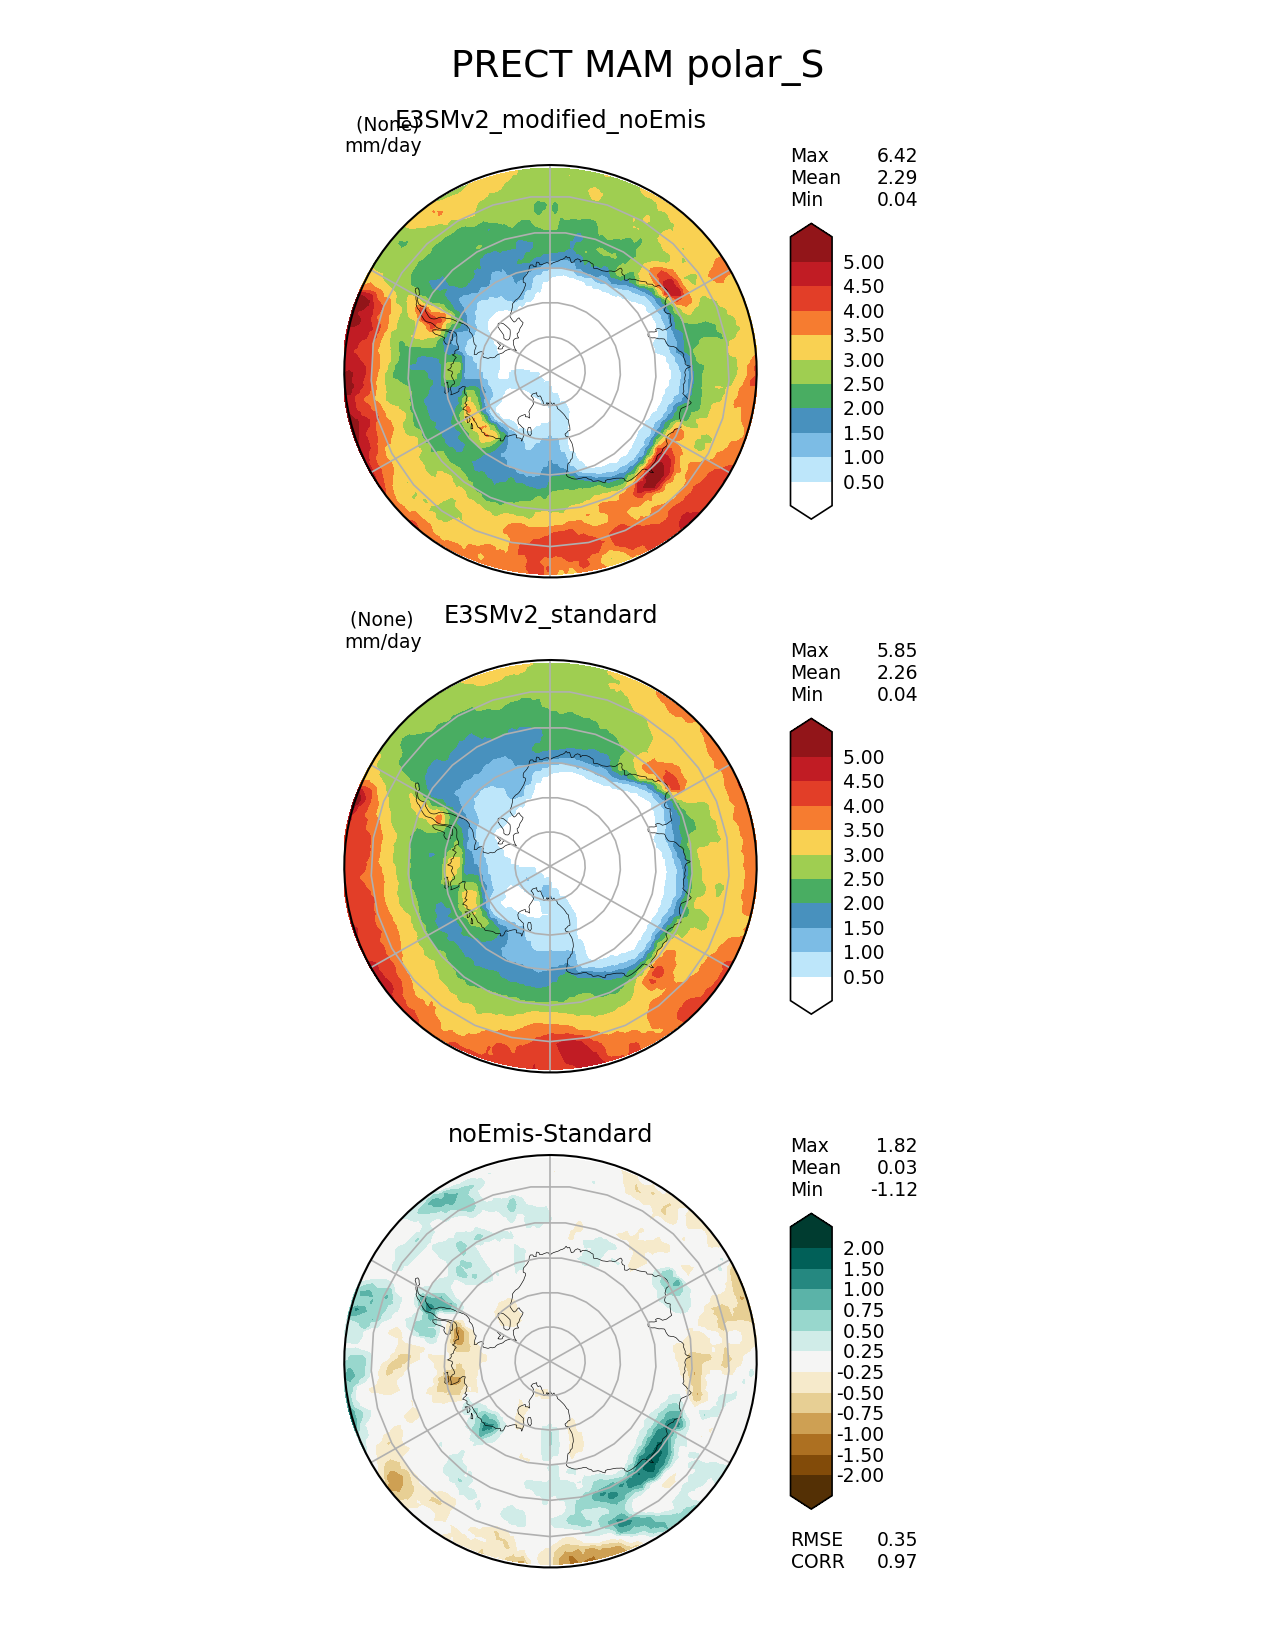 PRECT MAM polar_S
E3SMv2_modified_noEmis
(None)
mm/day
Max 6.42
Mean 2.29
Min 0.04
5.00
4.50
4.00
3.50
3.00
2.50
2.00
1.50
1.00
0.50
(None)
E3SMv2_standard
mm/day
Max 5.85
Mean 2.26
Min 0.04
5.00
4.50
4.00
3.50
3.00
2.50
2.00
1.50
1.00
0.50
noEmis-Standard
Max 1.82
Mean 0.03
Min -1.12
2.00
1.50
1.00
0.75
0.50
0.25
-0.25
-0.50
-0.75
-1.00
-1.50
-2.00
RMSE 0.35
CORR 0.97